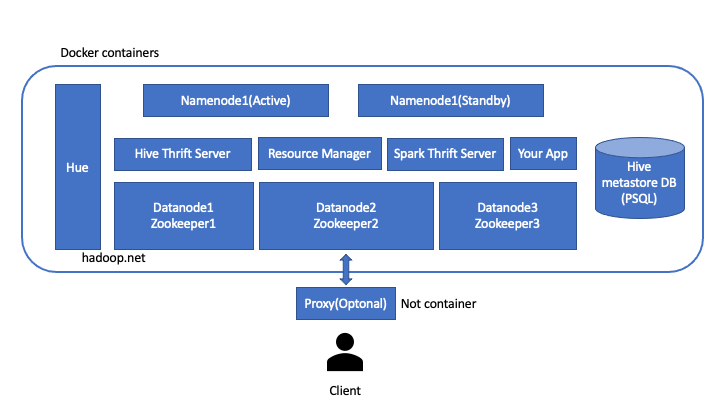 Docker containers
Namenode1(Active)
Namenode1(Standby)
Hue
Hive Thrift Server
Resource Manager
Spark Thrift Server
Your App
Hive
metastore DB
(PSQL)
Datanode1
Zookeeper1
Datanode2
Zookeeper2
Datanode3
Zookeeper3
hadoop.net
Proxy(Optonal)
Not container
Client